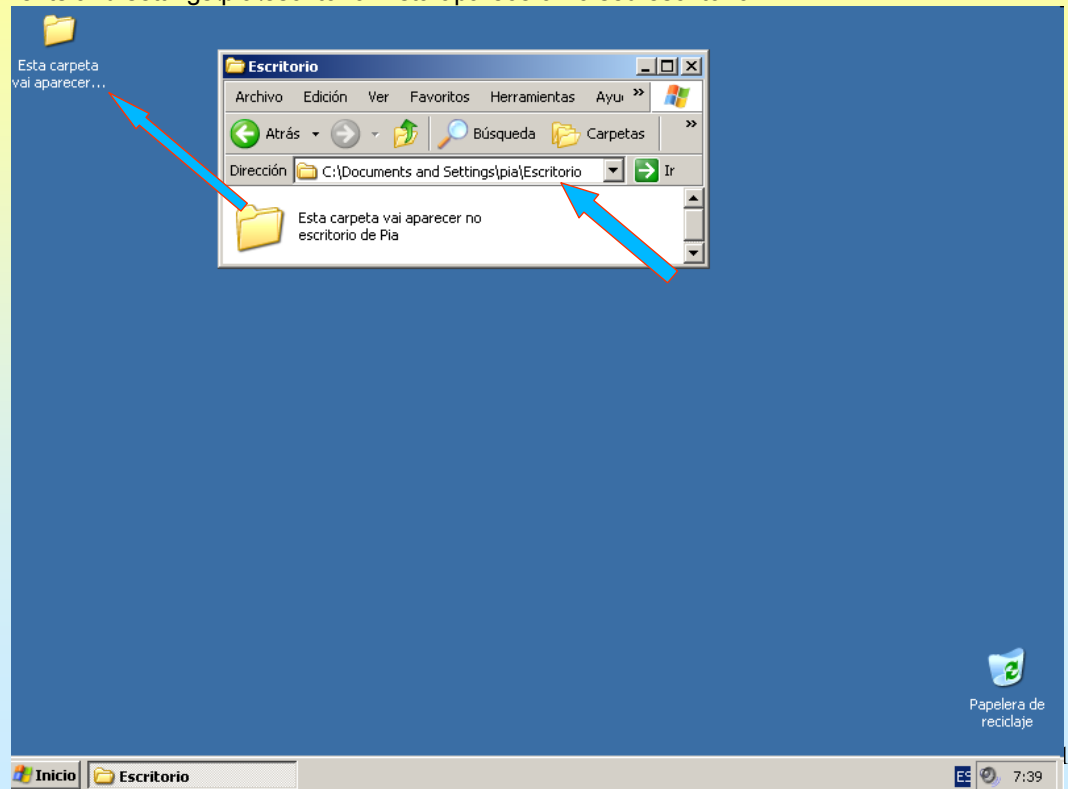 Esta carpeta
vai aparecer...
Escritorio
Archivo Edición Ver Favoritos Herramientas Ayu »
Atrás Búsqueda Carpetas »
Dirección C:\Documents and Settings\pia\Escritorio Ir
Esta carpeta vai aparecer no
escritorio de Pia
Papelera de
reciclaje
Inicio Escritorio ES 7:39